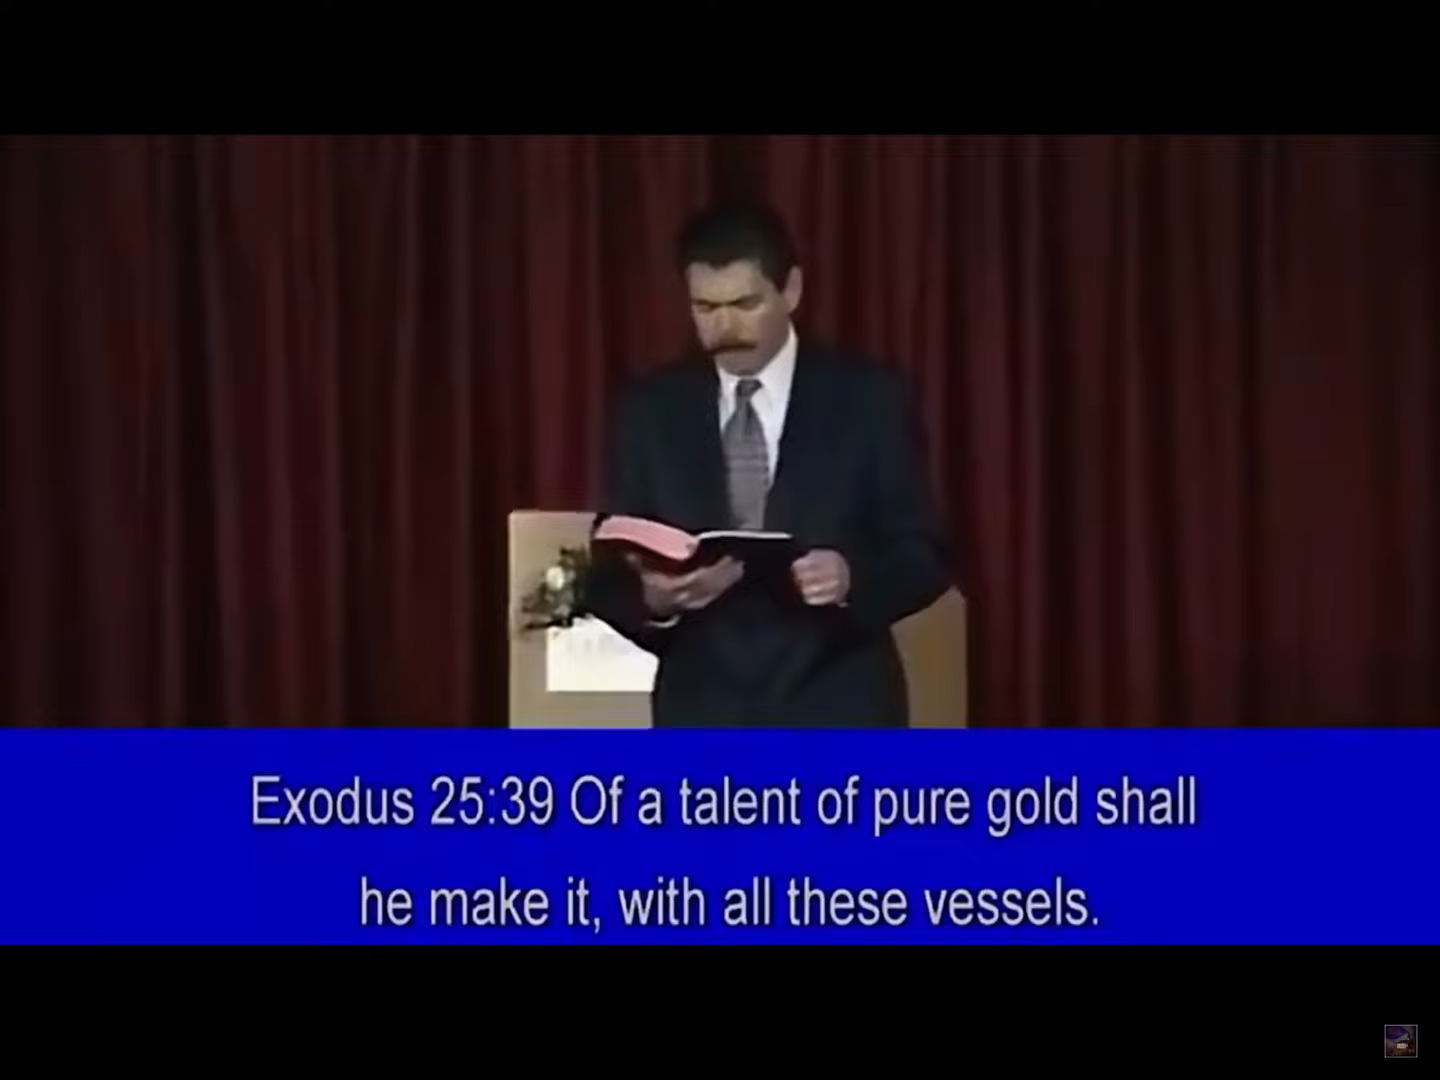 Exodus 25:39 Of a talent of pure gold shall
he make it, with all these vessels.